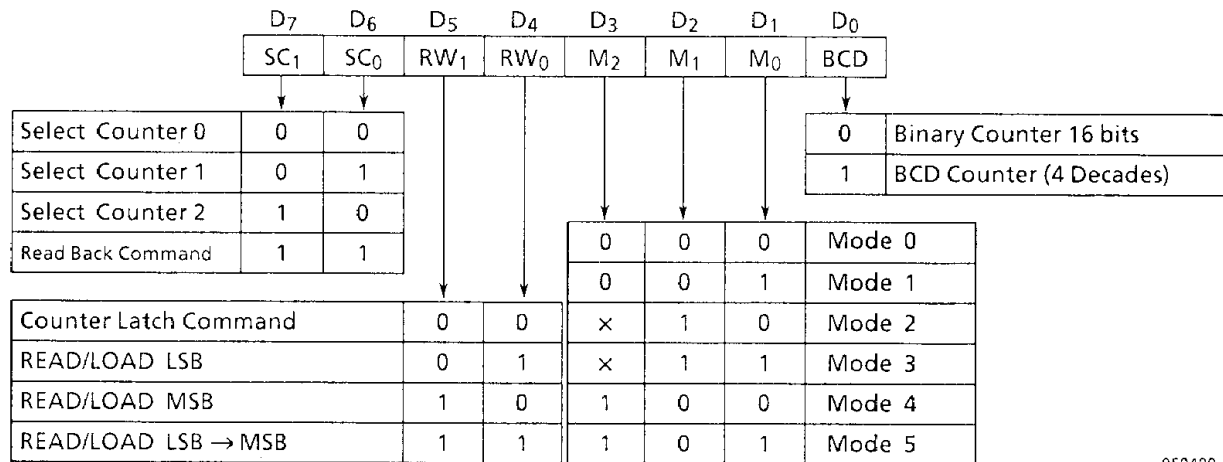 D₇ D₆ D₅ D₄ D₃ D₂ D₁ D₀
SC₁ SC₀ RW₁ RW₀ M₂ M₁ M₀ BCD
Select Counter 0 0 0
Select Counter 1 0 1
Select Counter 2 1 0
Read Back Command 1 1
0 Binary Counter 16 bits
1 BCD Counter (4 Decades)
0 0 0 Mode 0
0 0 1 Mode 1
× 1 0 Mode 2
× 1 1 Mode 3
1 0 0 Mode 4
1 0 1 Mode 5
Counter Latch Command 0 0
READ/LOAD LSB 0 1
READ/LOAD MSB 1 0
READ/LOAD LSB → MSB 1 1